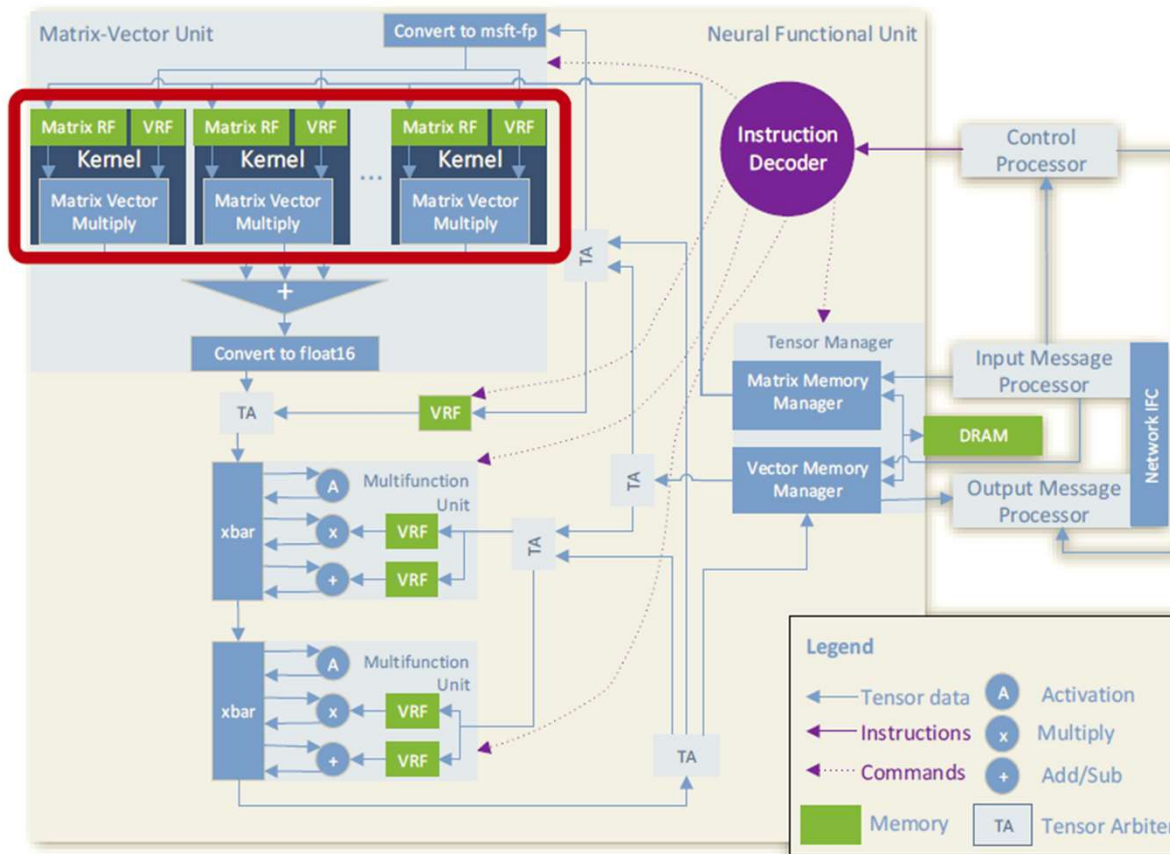 Matrix-Vector Unit
Convert to msft-fp
Neural Functional Unit
Matrix RF
VRF
Matrix RF
VRF
Matrix RF
VRF
Kernel
Kernel
Kernel
...
Matrix Vector
Multiply
Matrix Vector
Multiply
Matrix Vector
Multiply
Instruction
Decoder
Control
Processor
TA
+
Convert to float16
Tensor Manager
Matrix Memory
Manager
Input Message
Processor
TA
VRF
DRAM
Network IFC
Vector Memory
Manager
Output Message
Processor
TA
xbar
A
x
+
Multifunction
Unit
VRF
VRF
TA
xbar
A
x
+
Multifunction
Unit
VRF
VRF
TA
Legend
Tensor data
A
Activation
Instructions
x
Multiply
Commands
+
Add/Sub
Memory
TA
Tensor Arbiter